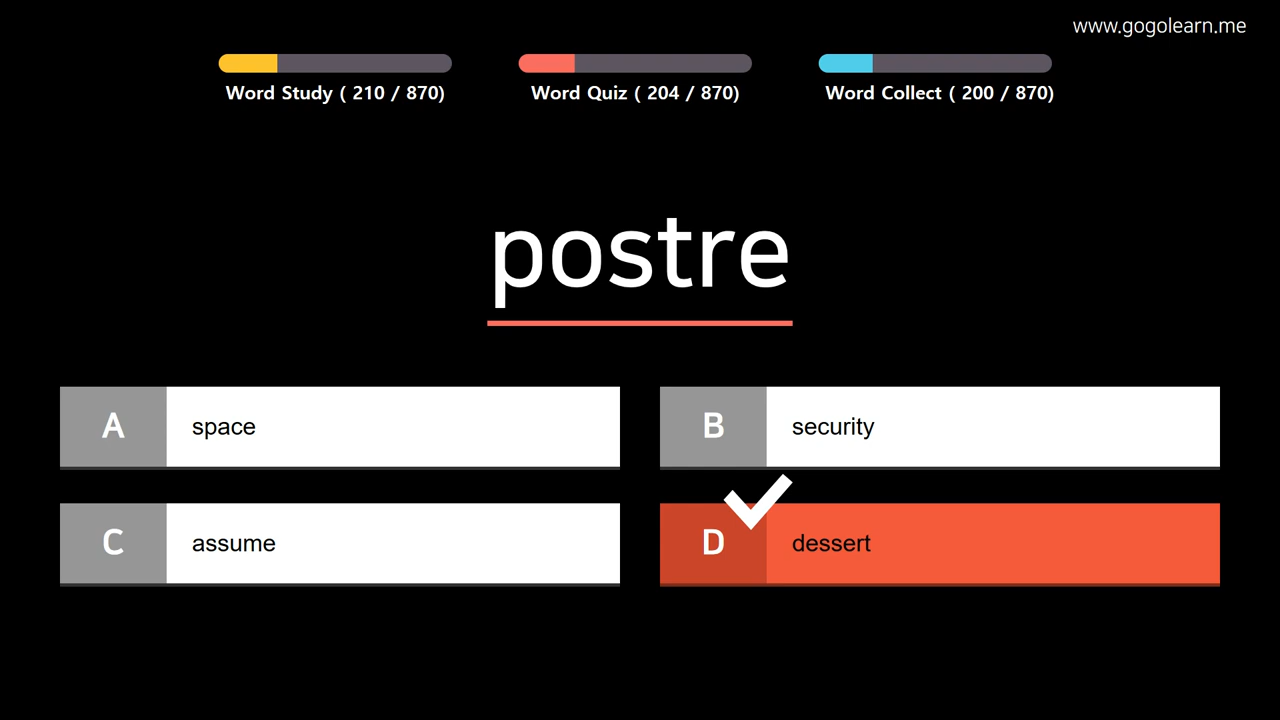 www.gogolearn.me
Word Study ( 210 / 870)
Word Quiz ( 204 / 870)
Word Collect ( 200 / 870)
postre
A space
B security
C assume
D dessert